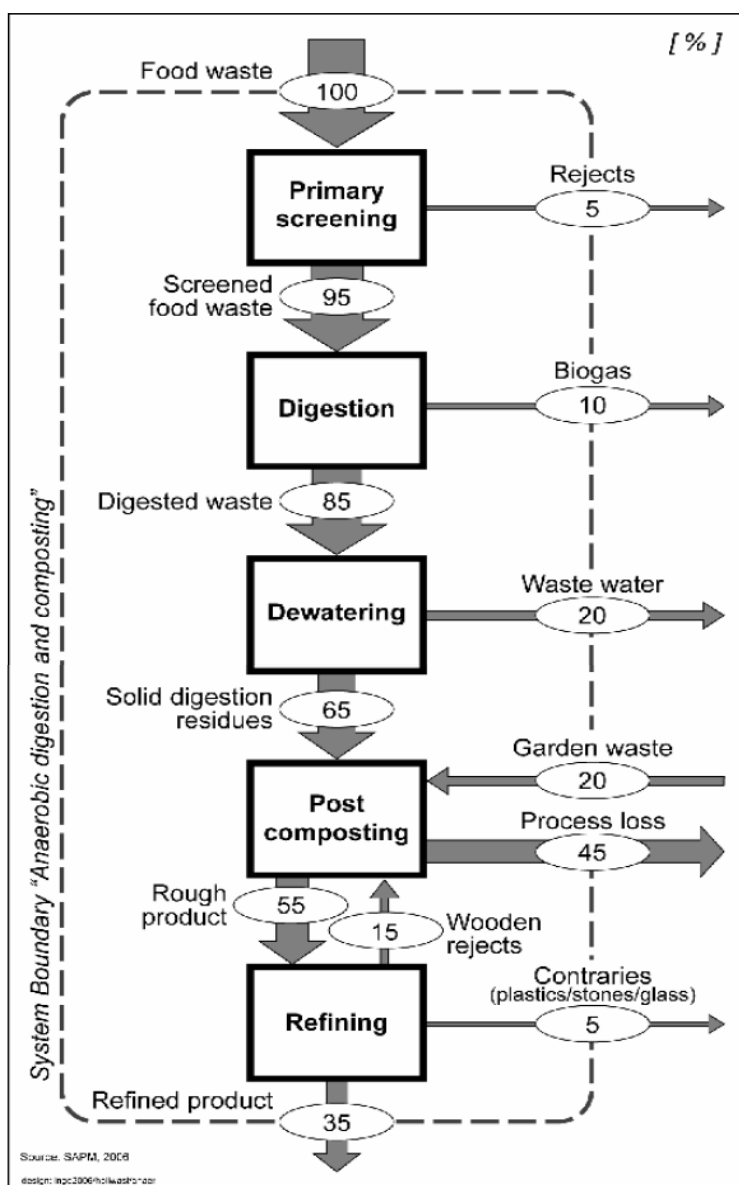 [ % ]
Food waste
100
Primary
screening
Rejects
5
Screened
food waste
95
Digestion
Biogas
10
Digested waste
85
Dewatering
Waste water
20
Solid digestion
residues
65
Garden waste
20
Post
composting
Process loss
45
Rough
product
55
15
Wooden
rejects
Refining
Contraries
(plastics/stones/glass)
5
Refined product
35
System Boundary "Anaerobic digestion and composting"
Source: SAPM, 2006